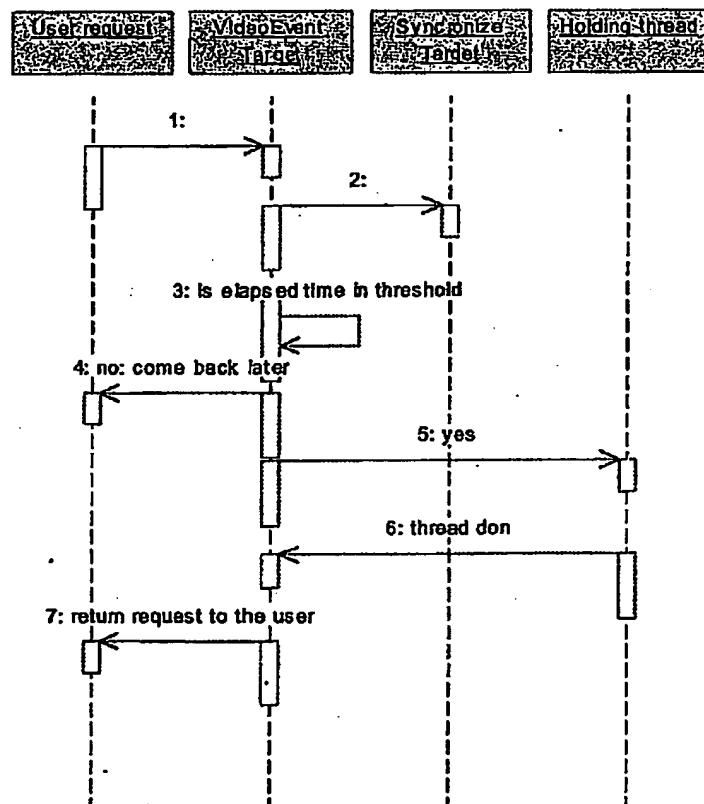 User request
VideoEvent
Target
Syncronize
Target
Holding thread
1:
2:
3: Is elapsed time in threshold
4: no: come back later
5: yes
6: thread don
7: return request to the user